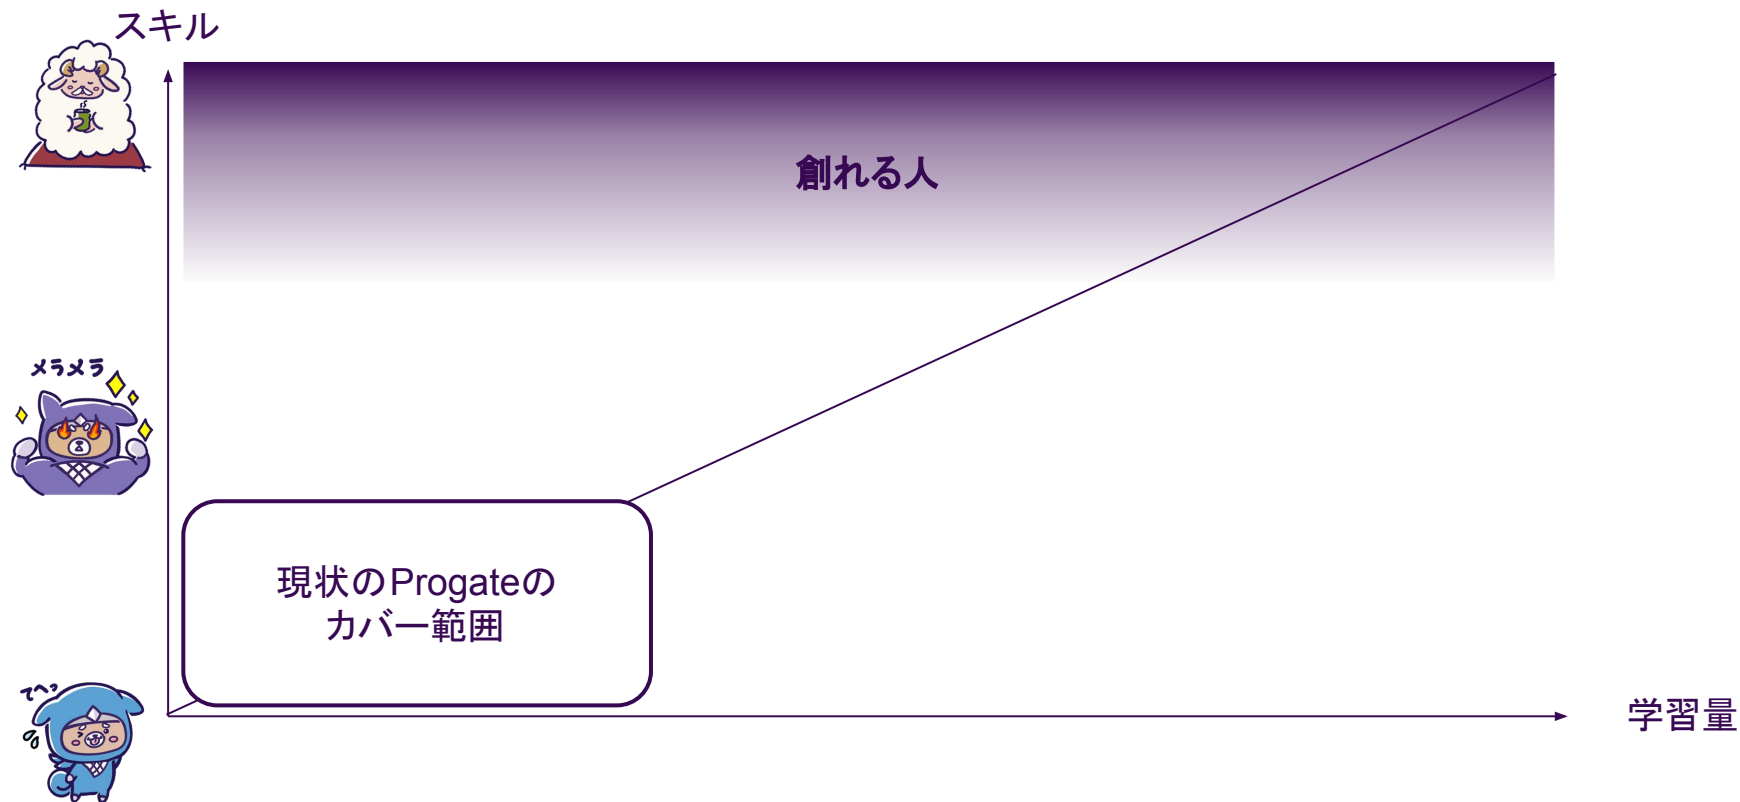 スキル
創れる人
メラメラ
現状のProgateの
カバー範囲
てへっ
学習量